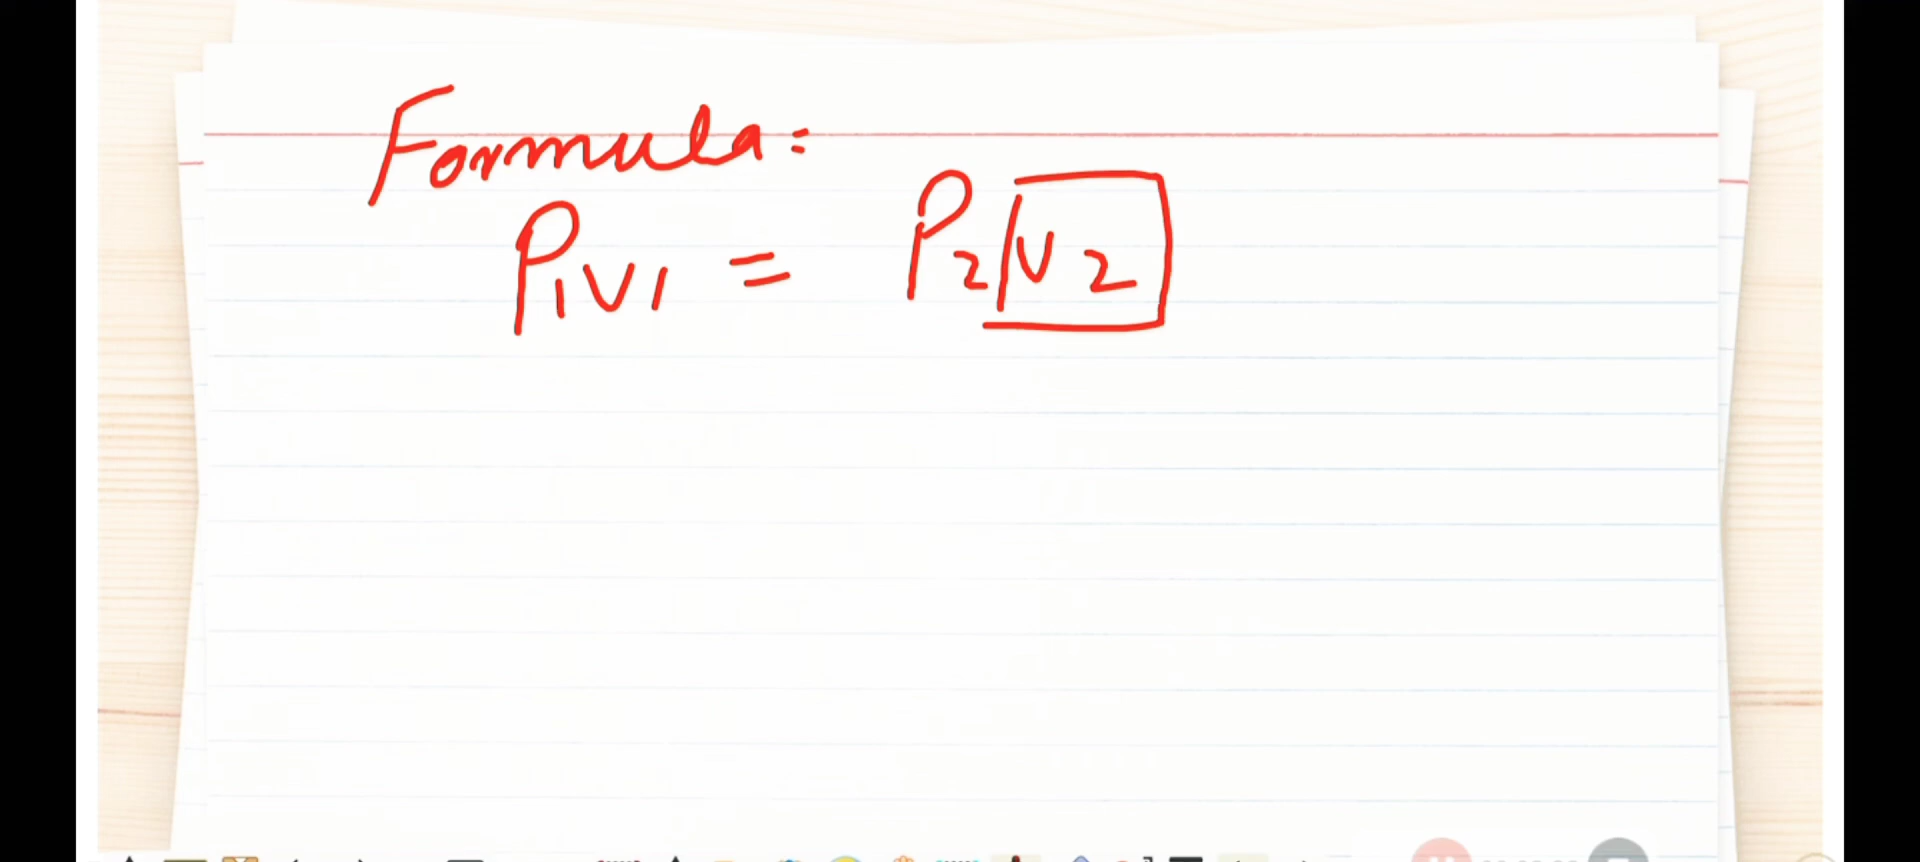 Formula:
P₁V₁ = P₂V₂